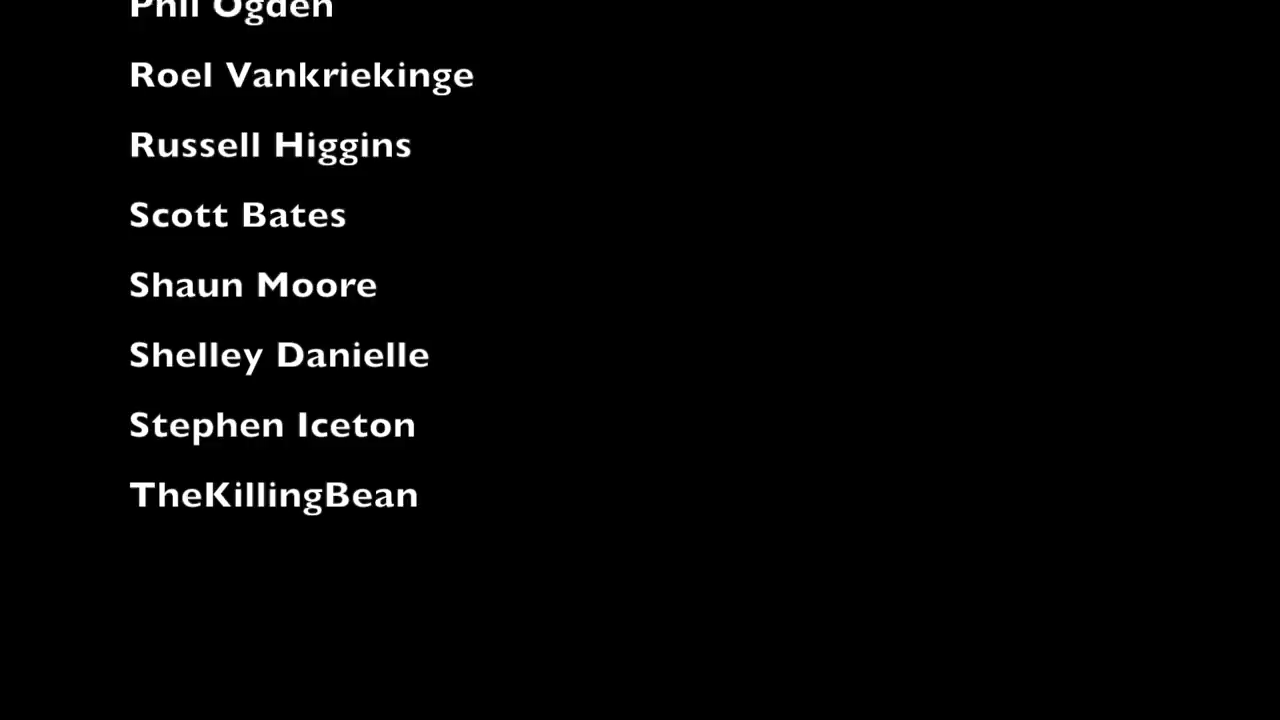 Phil Ogden
Roel Vankriekinge
Russell Higgins
Scott Bates
Shaun Moore
Shelley Danielle
Stephen Iceton
TheKillingBean